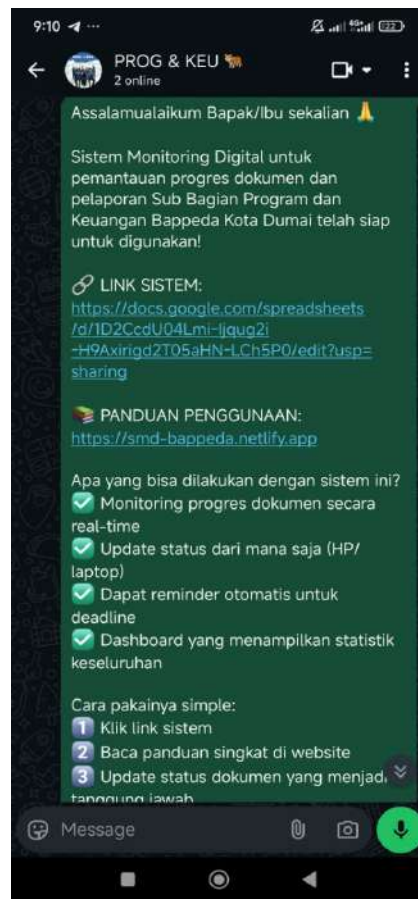 9:10
4G
22
PROG & KEU 🐅
2 online
Assalamualaikum Bapak/Ibu sekalian 🙏
Sistem Monitoring Digital untuk
pemantauan progres dokumen dan
pelaporan Sub Bagian Program dan
Keuangan Bappeda Kota Dumai telah siap
untuk digunakan!
🔗 LINK SISTEM:
https://docs.google.com/spreadsheets
/d/1D2CcdU04Lmi-Ijqug2i
-H9Axirigd2T05aHN-LCh5P0/edit?usp=
sharing
📚 PANDUAN PENGGUNAAN:
https://smd-bappeda.netlify.app
Apa yang bisa dilakukan dengan sistem ini?
✅ Monitoring progres dokumen secara
real-time
✅ Update status dari mana saja (HP/
laptop)
✅ Dapat reminder otomatis untuk
deadline
✅ Dashboard yang menampilkan statistik
keseluruhan
Cara pakainya simple:
1️⃣ Klik link sistem
2️⃣ Baca panduan singkat di website
3️⃣ Update status dokumen yang menjadi
tanggung jawab
Message